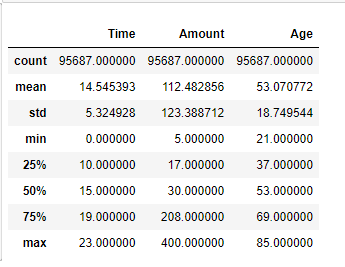 Time Amount Age
count 95687.000000 95687.000000 95687.000000
mean 14.545393 112.482856 53.070772
std 5.324928 123.388712 18.749544
min 0.000000 5.000000 21.000000
25% 10.000000 17.000000 37.000000
50% 15.000000 30.000000 53.000000
75% 19.000000 208.000000 69.000000
max 23.000000 400.000000 85.000000